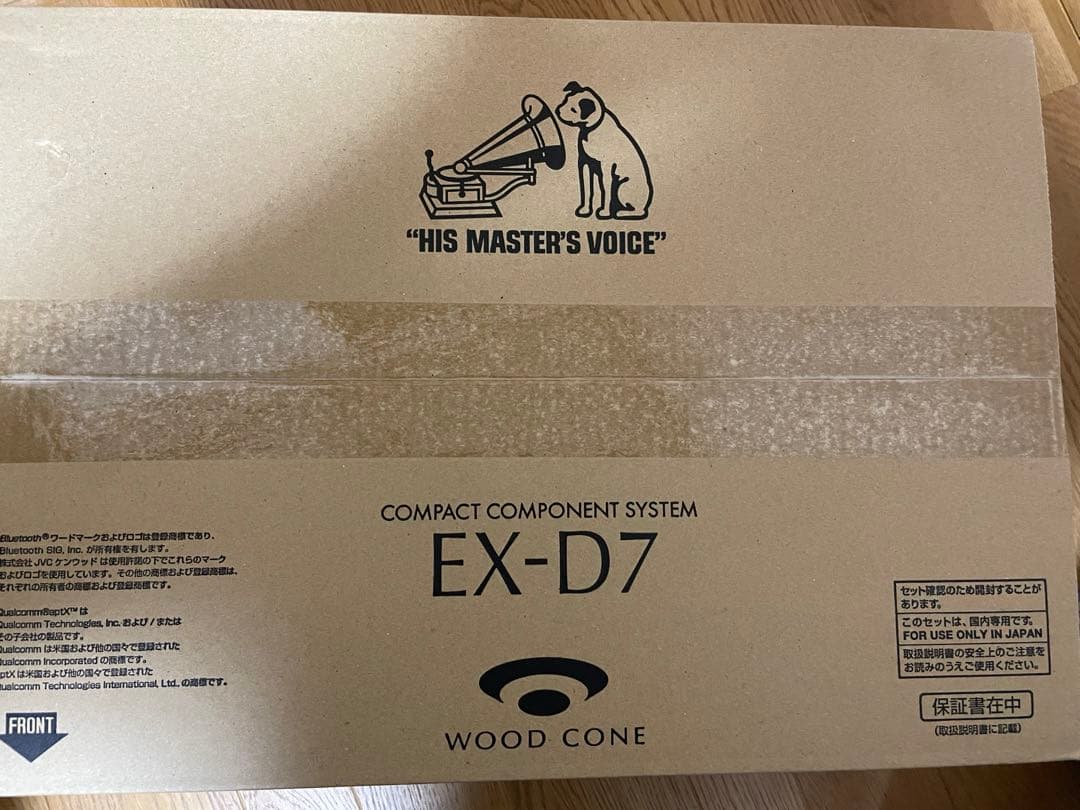 "HIS MASTER'S VOICE"
COMPACT COMPONENT SYSTEM
EX-D7
WOOD CONE
Bluetooth®ワードマークおよびロゴは登録商標であり、
Bluetooth SIG, Inc. が所有権を有します。
株式会社 JVC ケンウッド は使用許諾の下でこれらのマーク
およびロゴを使用しています。その他の商標および登録商標は、
それぞれの所有者の商標および登録商標です。
Qualcomm®aptX™ は
Qualcomm Technologies, Inc. および / または
その子会社の製品です。
Qualcomm は米国および他の国々で登録された
Qualcomm Incorporated の商標です。
aptX は米国および他の国々で登録された
Qualcomm Technologies International, Ltd., の商標です。
FRONT
セット確認のため開封することが
あります。
このセットは、国内専用です。
FOR USE ONLY IN JAPAN
取扱説明書の安全上のご注意を
お読みのうえご使用ください。
保証書在中
(取扱説明書に記載)